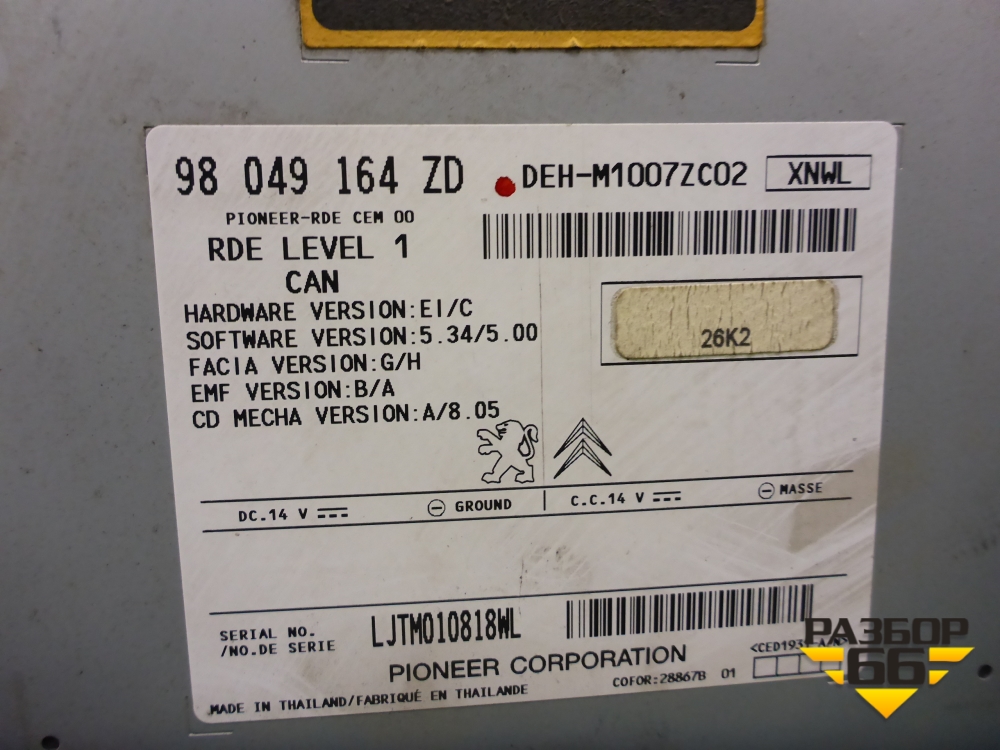 98 049 164 ZD DEH-M1007ZC02 XNWL
PIONEER-RDE CEM 00
RDE LEVEL 1
CAN
HARDWARE VERSION:EI/C
SOFTWARE VERSION:5.34/5.00
26K2
FACIA VERSION:G/H
EMF VERSION:B/A
CD MECHA VERSION:A/8.05
DC.14 V GROUND C.C.14 V MASSE
SERIAL NO. LJTM010818WL
/NO.DE SERIE
PIONEER CORPORATION
COFOR:28867B 01
MADE IN THAILAND/FABRIQUÉ EN THAILANDE
РАЗБОР
66